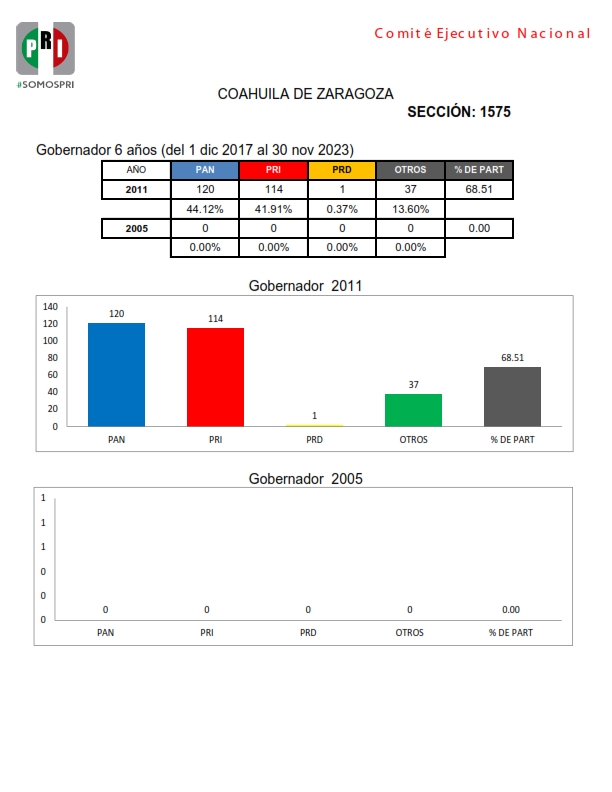 PRI
#SOMOSPRI
Comité Ejecutivo Nacional
COAHUILA DE ZARAGOZA
SECCIÓN: 1575
Gobernador 6 años (del 1 dic 2017 al 30 nov 2023)
AÑO PAN PRI PRD OTROS % DE PART
2011 120 114 1 37 68.51
44.12% 41.91% 0.37% 13.60%
2005 0 0 0 0 0.00
0.00% 0.00% 0.00% 0.00%
Gobernador 2011
140
120
100
80
60
40
20
0
120 114 1 37 68.51
PAN PRI PRD OTROS % DE PART
Gobernador 2005
1
1
1
0
0
0
0 0 0 0 0.00
PAN PRI PRD OTROS % DE PART